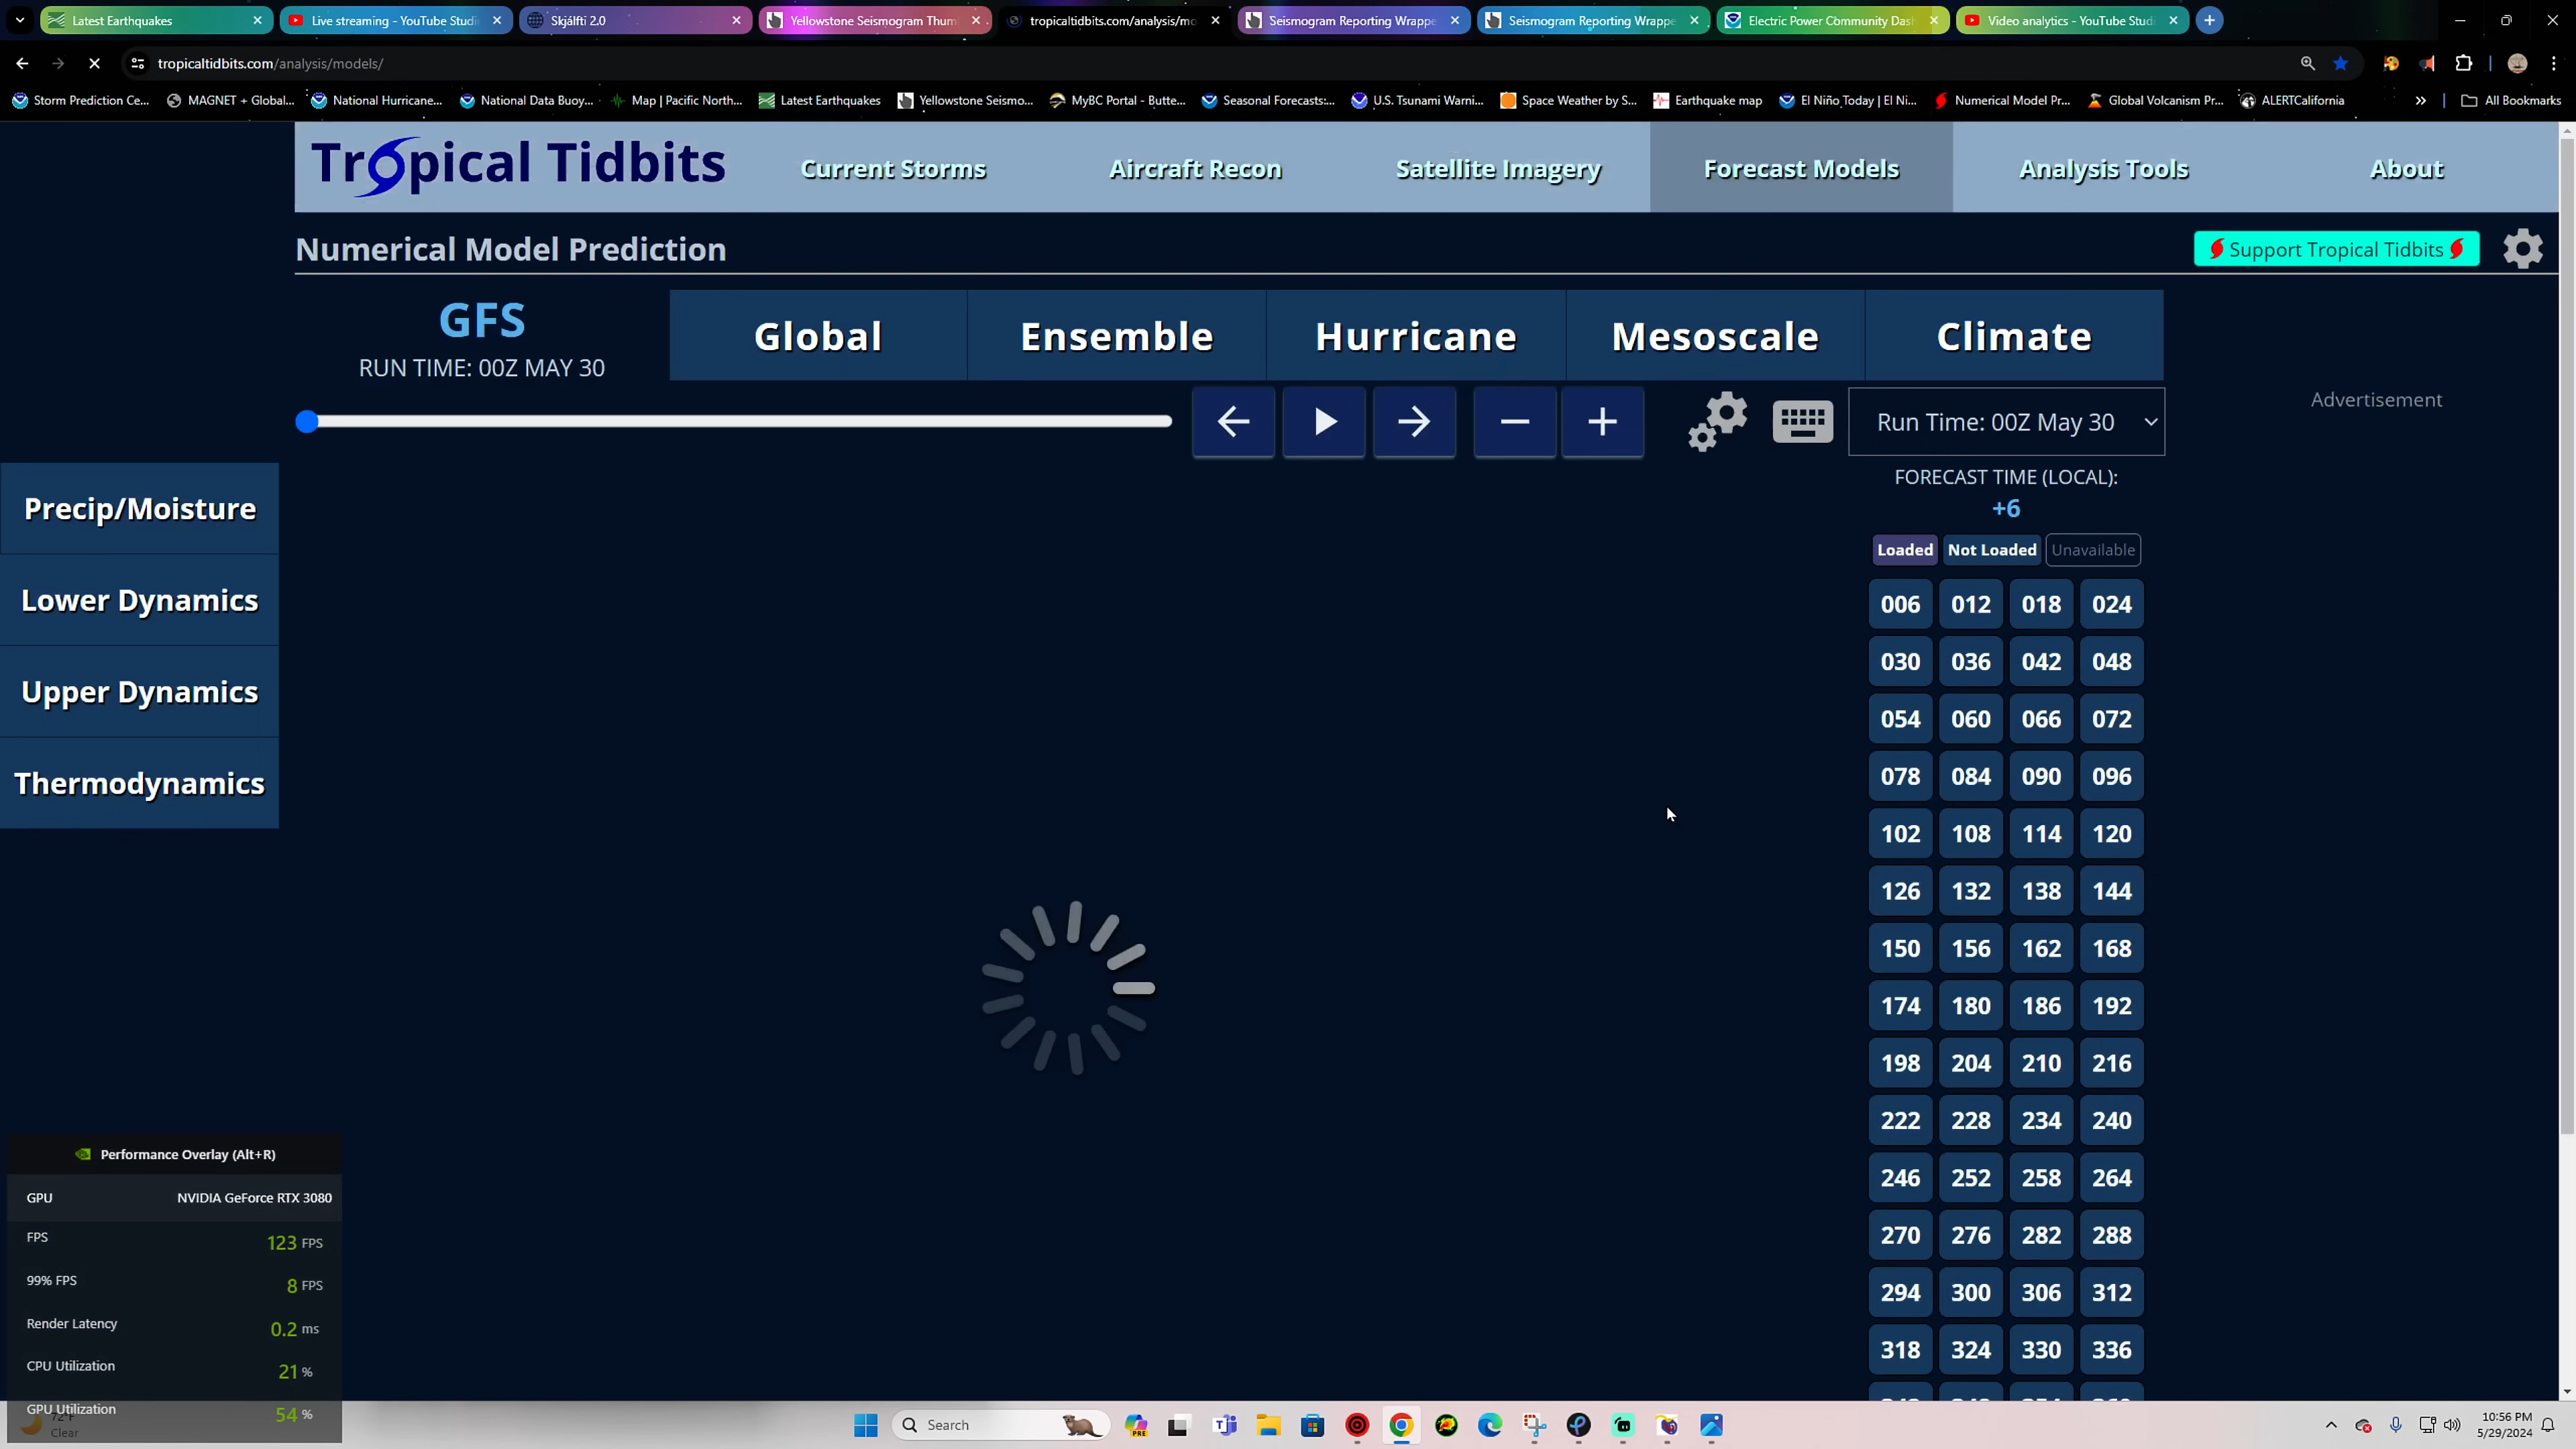 Latest Earthquakes
Live streaming - YouTube Studi
Skjálfti 2.0
Yellowstone Seismogram Thum
tropicaltidbits.com/analysis/mo
Seismogram Reporting Wrappe
Seismogram Reporting Wrappe
Electric Power Community Das
Video analytics - YouTube Studi
tropicaltidbits.com/analysis/models/
Storm Prediction Ce...
MAGNET + Global...
National Hurricane...
National Data Buoy...
Map | Pacific North...
Latest Earthquakes
Yellowstone Seismo...
MyBC Portal - Butte...
Seasonal Forecasts:...
U.S. Tsunami Warni...
Space Weather by S...
Earthquake map
El Niño Today | El Ni...
Numerical Model Pr...
Global Volcanism Pr...
ALERTCalifornia
All Bookmarks
Tropical Tidbits
Current Storms
Aircraft Recon
Satellite Imagery
Forecast Models
Analysis Tools
About
Numerical Model Prediction
Support Tropical Tidbits
GFS
RUN TIME: 00Z MAY 30
Global
Ensemble
Hurricane
Mesoscale
Climate
Run Time: 00Z May 30
Advertisement
FORECAST TIME (LOCAL):
+6
Loaded Not Loaded Unavailable
Precip/Moisture
Lower Dynamics
Upper Dynamics
Thermodynamics
006 012 018 024
030 036 042 048
054 060 066 072
078 084 090 096
102 108 114 120
126 132 138 144
150 156 162 168
174 180 186 192
198 204 210 216
222 228 234 240
246 252 258 264
270 276 282 288
294 300 306 312
318 324 330 336
Performance Overlay (Alt+R)
GPU NVIDIA GeForce RTX 3080
FPS 123 FPS
99% FPS 8 FPS
Render Latency 0.2 ms
CPU Utilization 21 %
GPU Utilization 54 %
72°F
Clear
Search
PRE
10:56 PM
5/29/2024